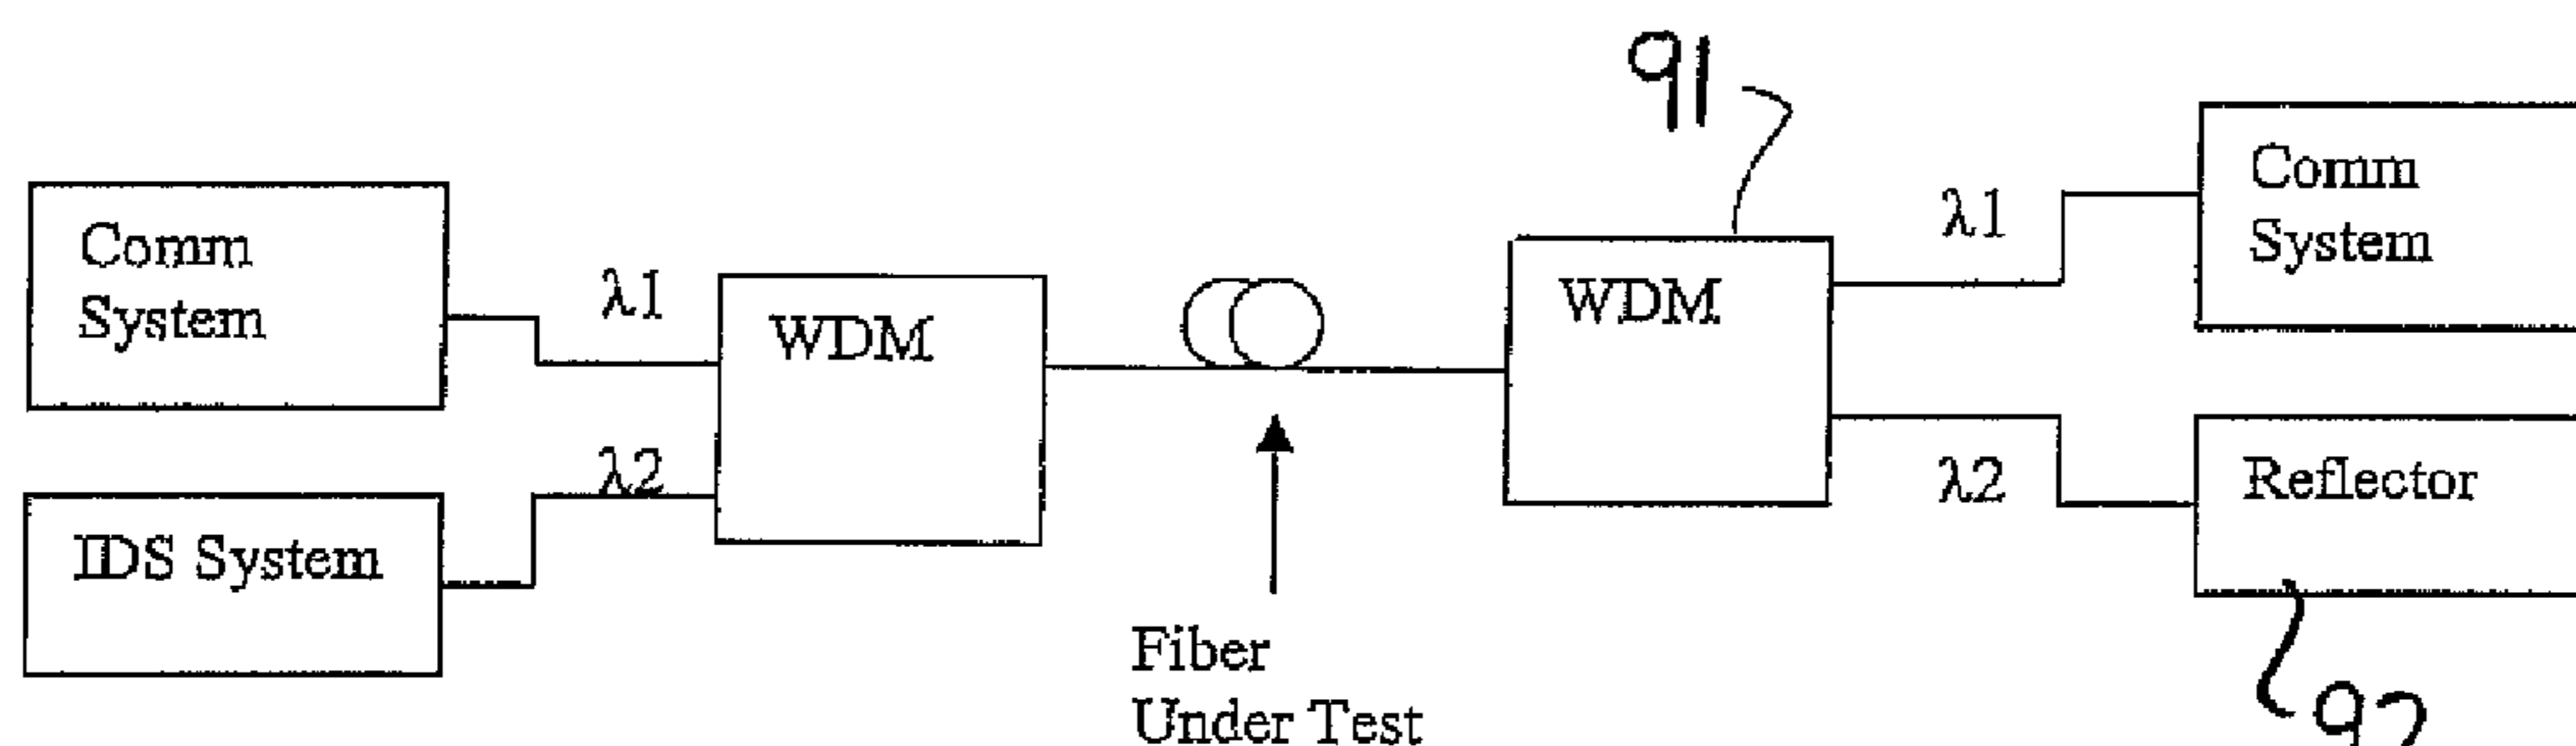 Comm
System
λ1
WDM
λ2
IDS System
Fiber
Under Test
91
WDM
λ1
Comm
System
λ2
Reflector
92